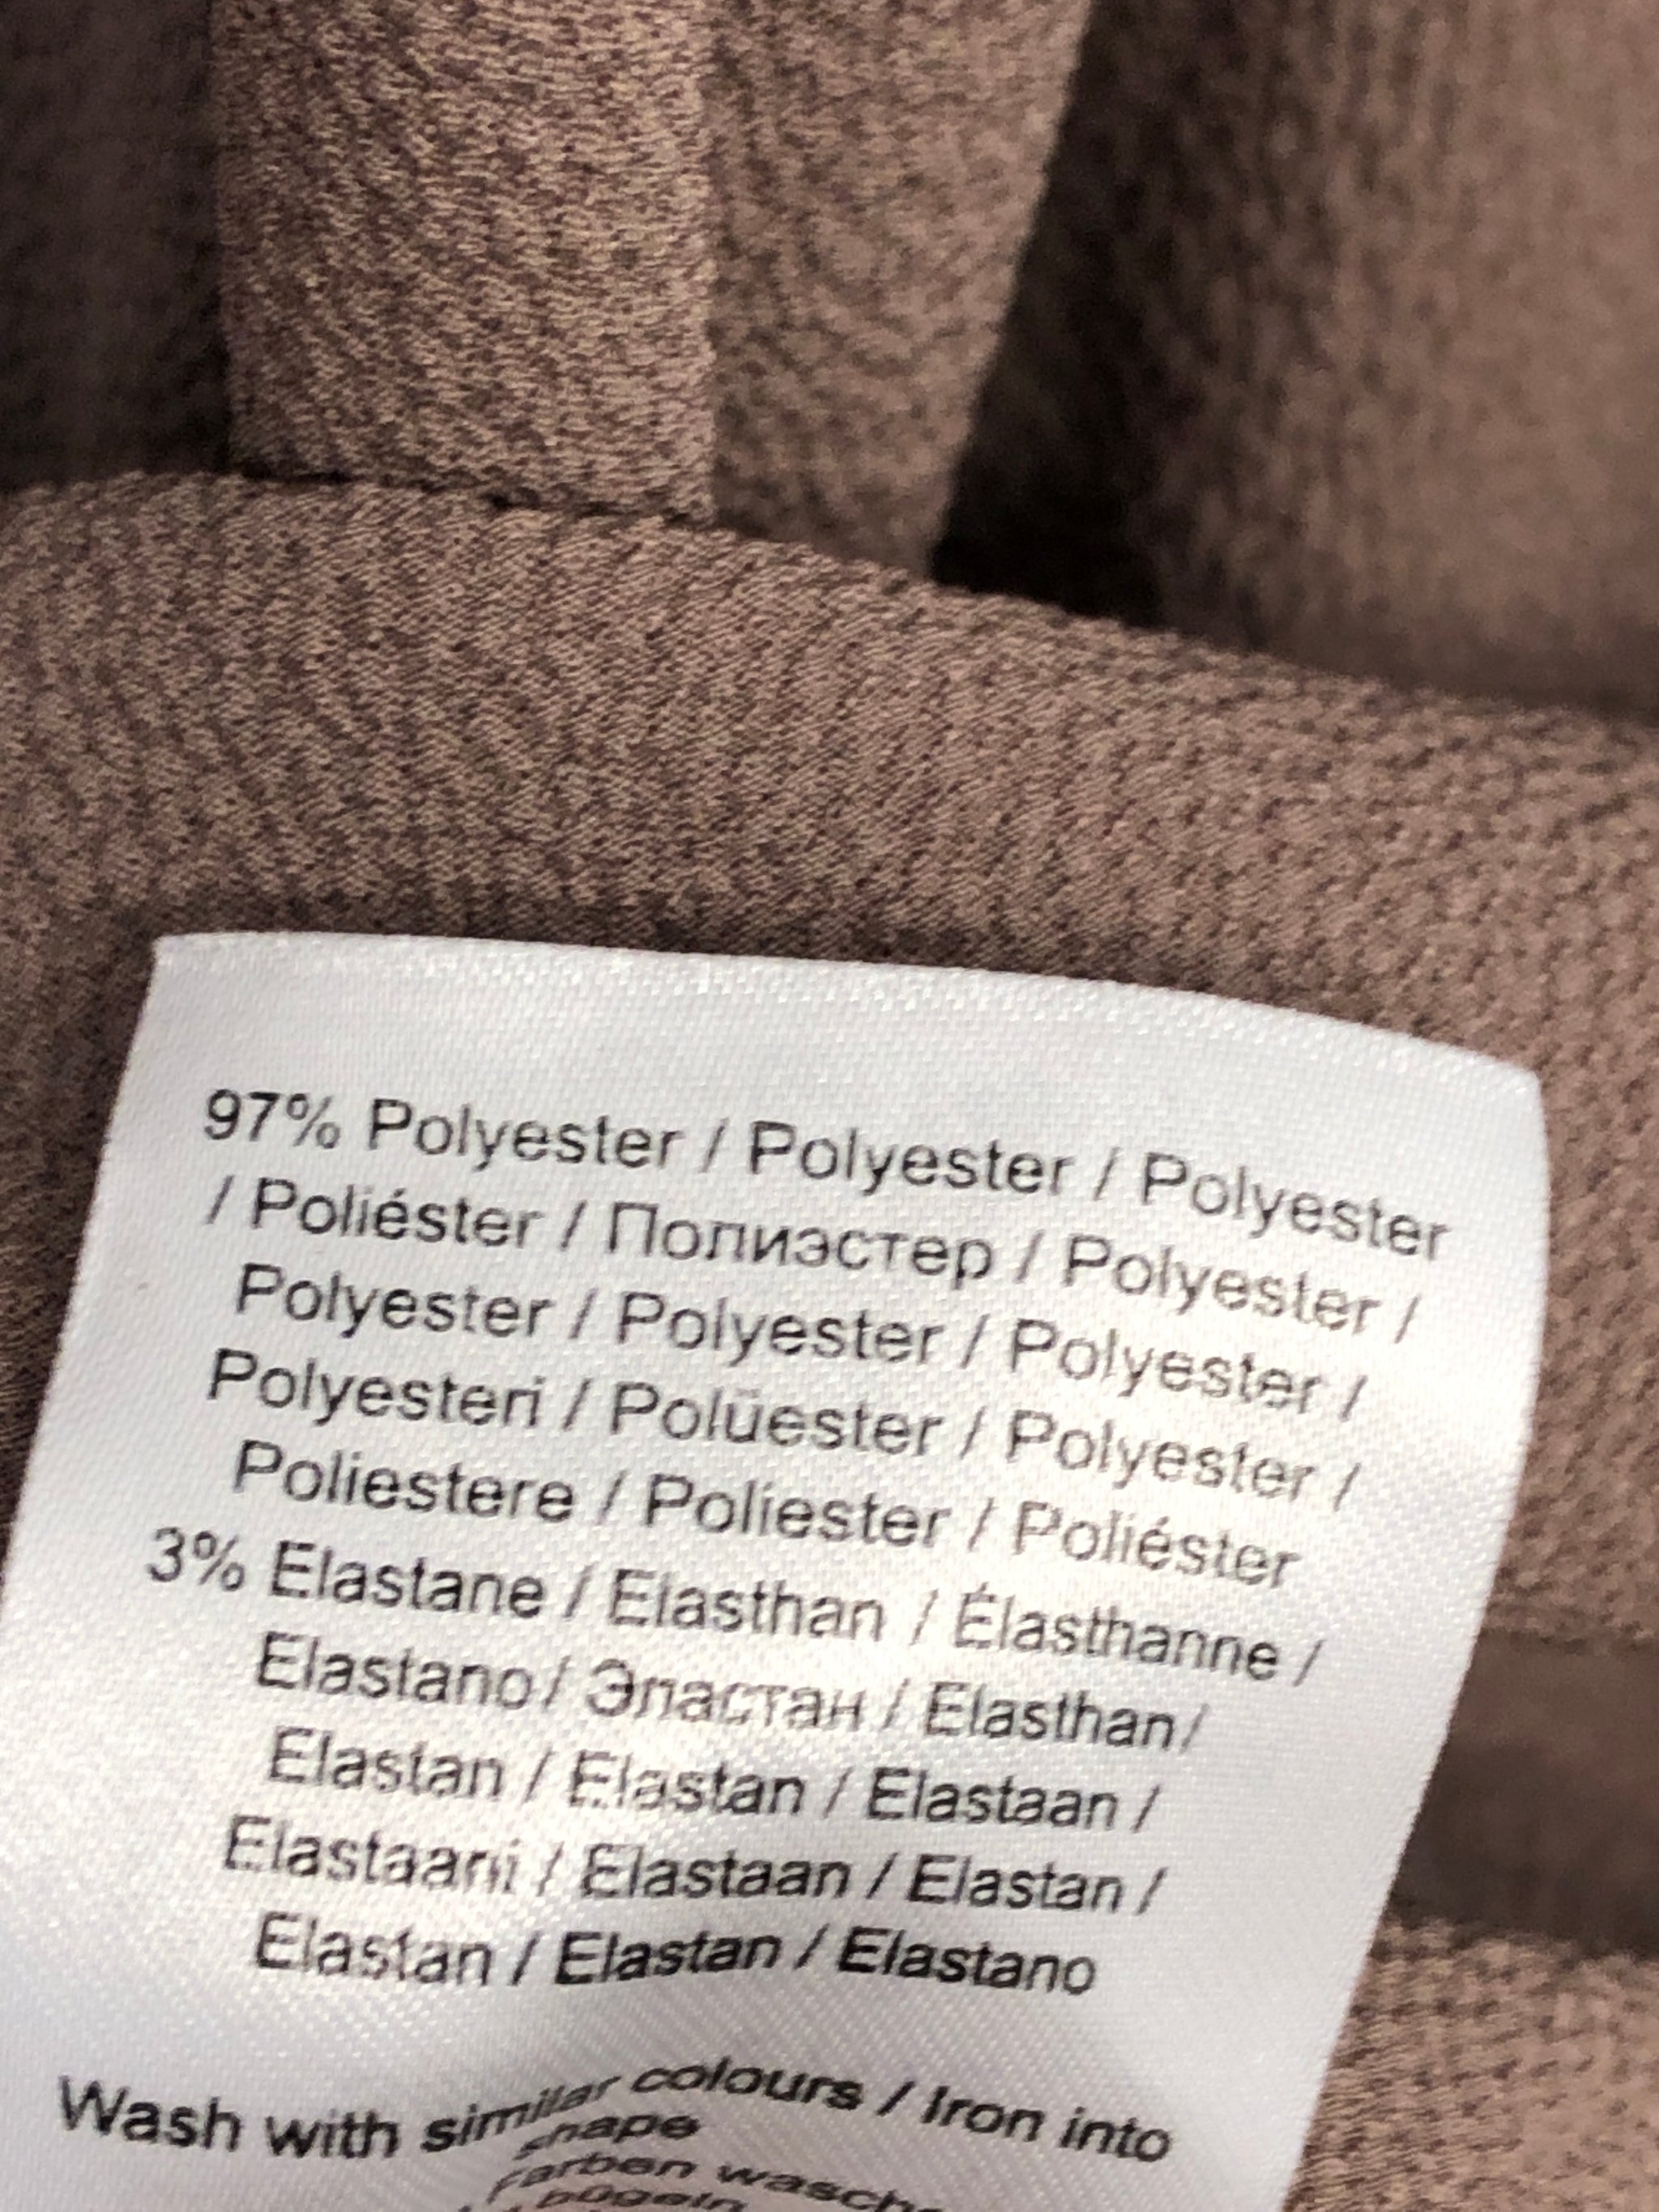 97% Polyester / Polyester / Polyester
/ Poliéster / Полиэстер / Polyester /
Polyester / Polyester / Polyester /
Polyesteri / Polüester / Polyester /
Poliestere / Poliester / Poliéster
3% Elastane / Elasthan / Élasthanne /
Elastano/ Эластан / Elasthan/
Elastan / Elastan / Elastaan /
Elastaani / Elastaan / Elastan /
Elastan / Elastan / Elastano
Wash with similar colours / Iron into
shape
farben
bügeln